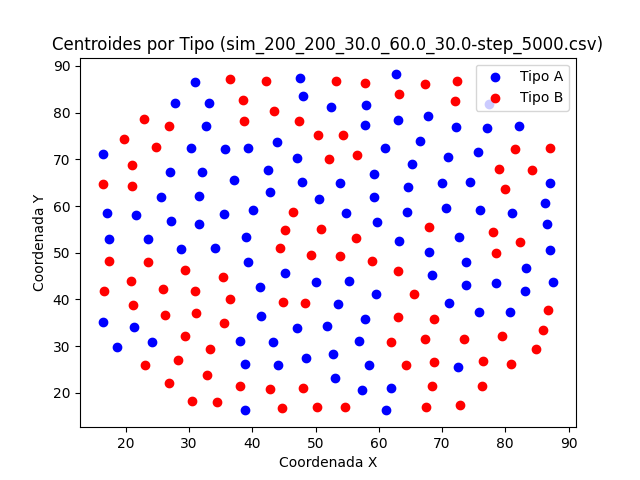 Centroides por Tipo (sim_200_200_30.0_60.0_30.0-step_5000.csv)
Tipo A
Tipo B
90
80
70
60
50
40
30
20
Coordenada Y
20 30 40 50 60 70 80 90
Coordenada X